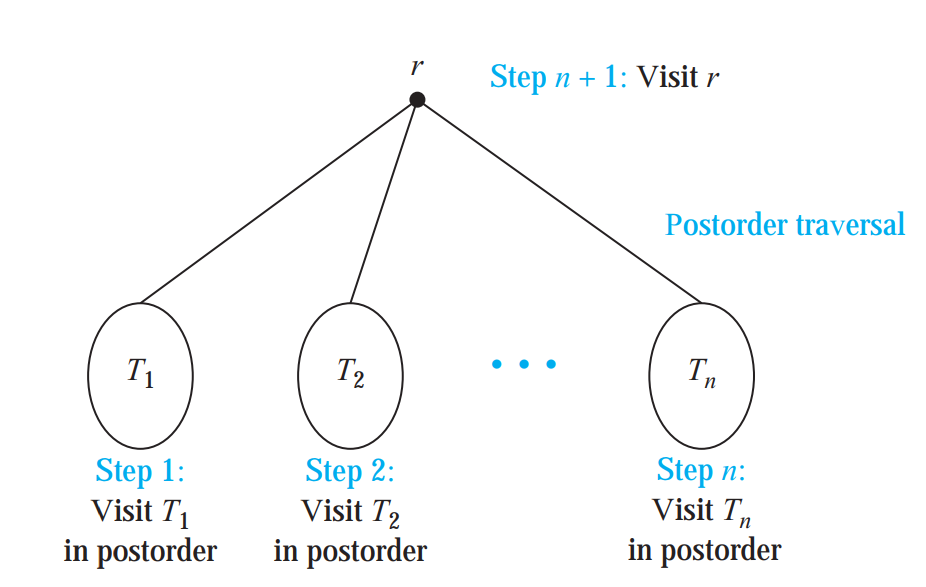 r
Step n + 1: Visit r
Postorder traversal
T1
T2
Tn
Step 1:
Visit T1
in postorder
Step 2:
Visit T2
in postorder
Step n:
Visit Tn
in postorder